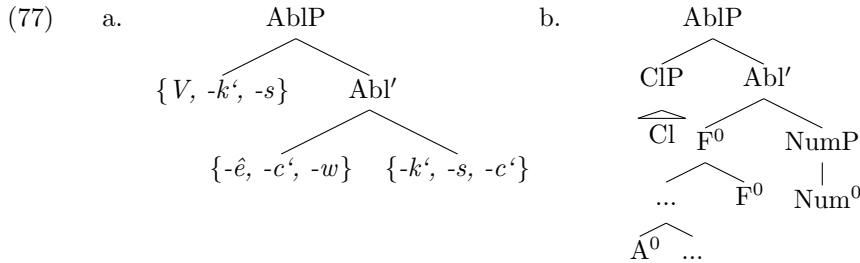 (77) a. AblP b. AblP
{V, -k‘, -s} Abl′ ClP Abl′
Cl F⁰ NumP
{-ê, -c‘, -w} {-k‘, -s, -c‘}
... F⁰ Num⁰
A⁰ ...